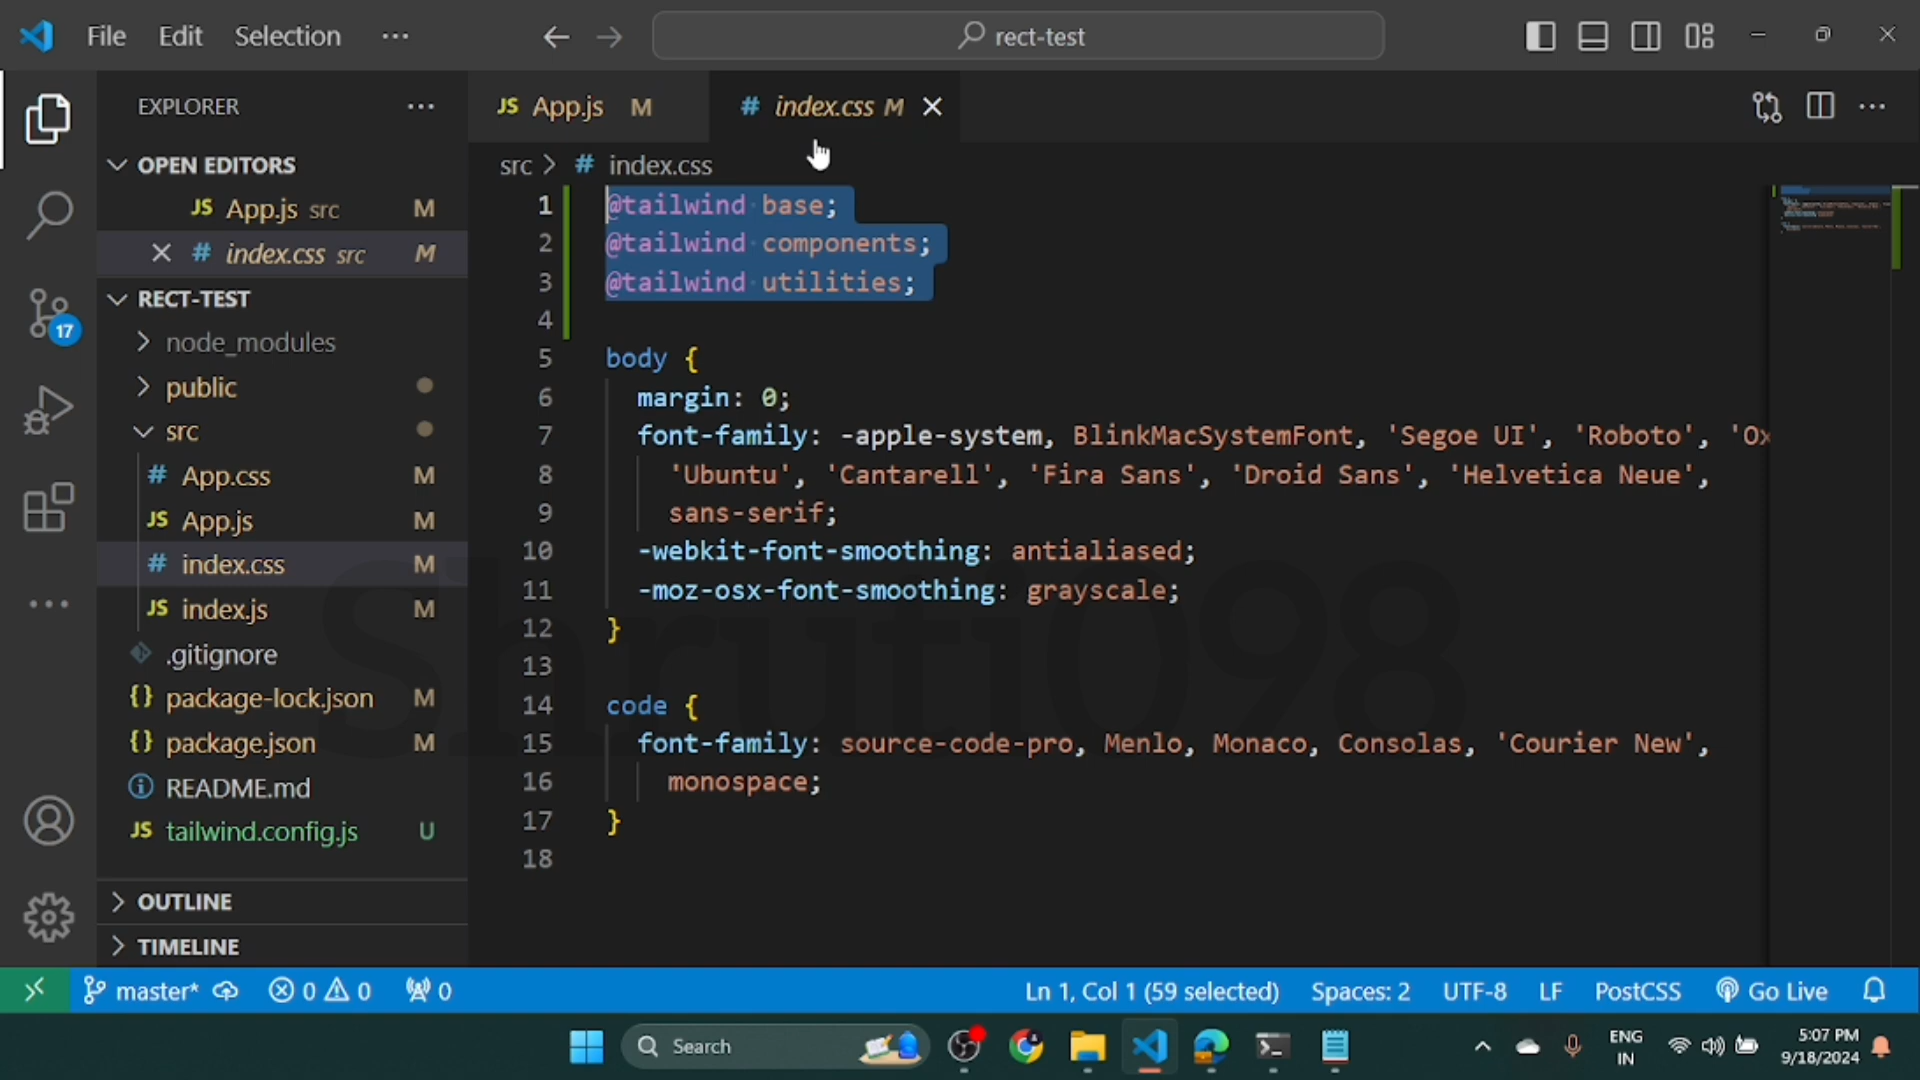 File Edit Selection ···
rect-test
EXPLORER
OPEN EDITORS
JS App.js src M
# index.css src M
RECT-TEST
node_modules
public
src
# App.css M
JS App.js M
# index.css M
JS index.js M
.gitignore
{} package-lock.json M
{} package.json M
README.md
JS tailwind.config.js U
OUTLINE
TIMELINE
17
JS App.js M
# index.css M
src > # index.css
1 @tailwind base;
2 @tailwind components;
3 @tailwind utilities;
4
5 body {
6 margin: 0;
7 font-family: -apple-system, BlinkMacSystemFont, 'Segoe UI', 'Roboto', 'Ox
8 'Ubuntu', 'Cantarell', 'Fira Sans', 'Droid Sans', 'Helvetica Neue',
9 sans-serif;
10 -webkit-font-smoothing: antialiased;
11 -moz-osx-font-smoothing: grayscale;
12 }
13
14 code {
15 font-family: source-code-pro, Menlo, Monaco, Consolas, 'Courier New',
16 monospace;
17 }
18
Shruti098
master* 0 0 0 Ln 1, Col 1 (59 selected) Spaces: 2 UTF-8 LF PostCSS Go Live
Search
ENG
IN
5:07 PM
9/18/2024